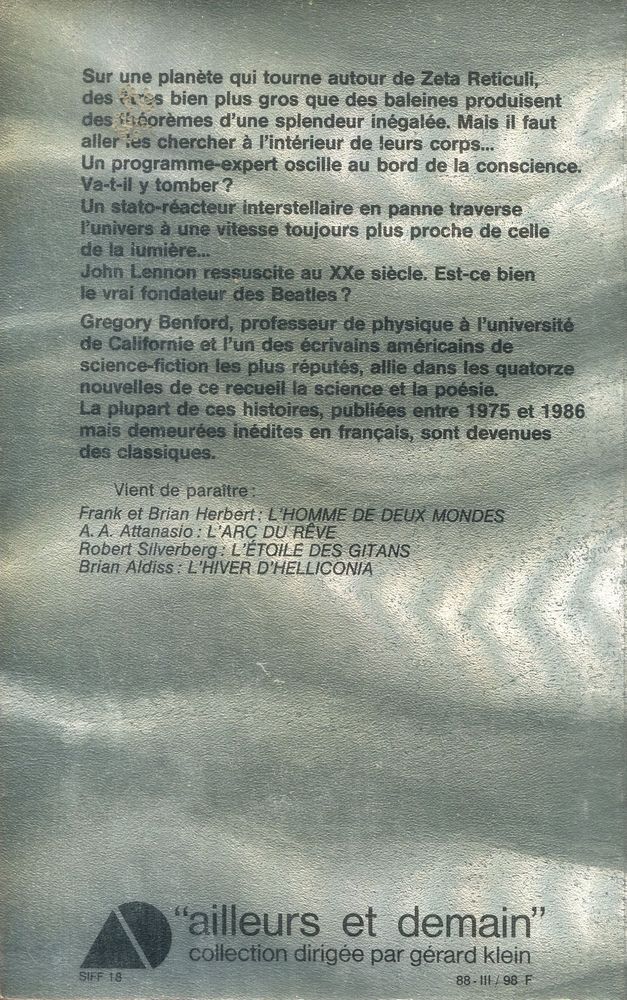 Sur une planète qui tourne autour de Zeta Reticuli,
des êtres bien plus gros que des baleines produisent
des théorèmes d'une splendeur inégalée. Mais il faut
aller les chercher à l'intérieur de leurs corps...
Un programme-expert oscille au bord de la conscience.
Va-t-il y tomber ?
Un stato-réacteur interstellaire en panne traverse
l'univers à une vitesse toujours plus proche de celle
de la lumière...
John Lennon ressuscite au XXe siècle. Est-ce bien
le vrai fondateur des Beatles ?
Gregory Benford, professeur de physique à l'université
de Californie et l'un des écrivains américains de
science-fiction les plus réputés, allie dans les quatorze
nouvelles de ce recueil la science et la poésie.
La plupart de ces histoires, publiées entre 1975 et 1986
mais demeurées inédites en français, sont devenues
des classiques.
Vient de paraître :
Frank et Brian Herbert : L'HOMME DE DEUX MONDES
A. A. Attanasio : L'ARC DU RÊVE
Robert Silverberg : L'ÉTOILE DES GITANS
Brian Aldiss : L'HIVER D'HELLICONIA
"ailleurs et demain"
collection dirigée par gérard klein
SIFF 18
88 - III / 98 F